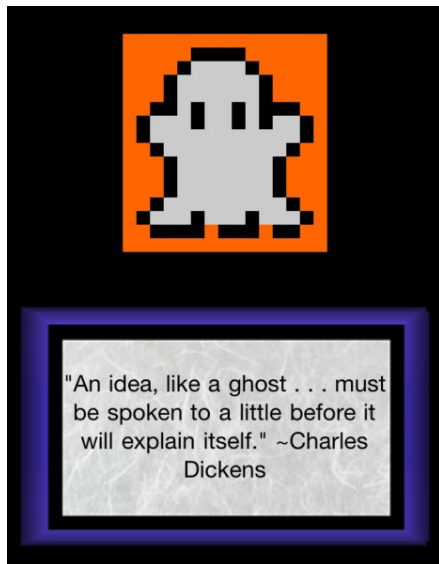 "An idea, like a ghost . . . must
be spoken to a little before it
will explain itself." ~Charles
Dickens